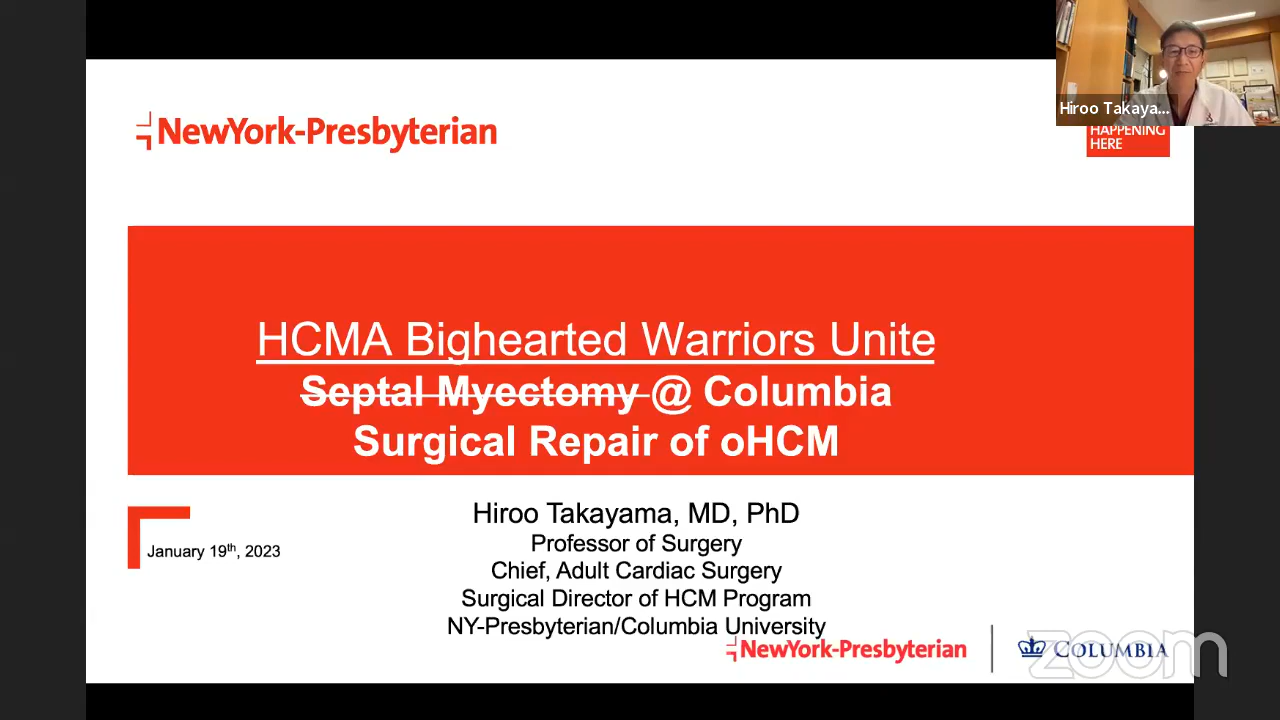 Hiroo Takaya...
NewYork-Presbyterian
HAPPENING
HERE
HCMA Bighearted Warriors Unite
Septal Myectomy @ Columbia
Surgical Repair of oHCM
January 19th, 2023
Hiroo Takayama, MD, PhD
Professor of Surgery
Chief, Adult Cardiac Surgery
Surgical Director of HCM Program
NY-Presbyterian/Columbia University
NewYork-Presbyterian
COLUMBIA
zoom